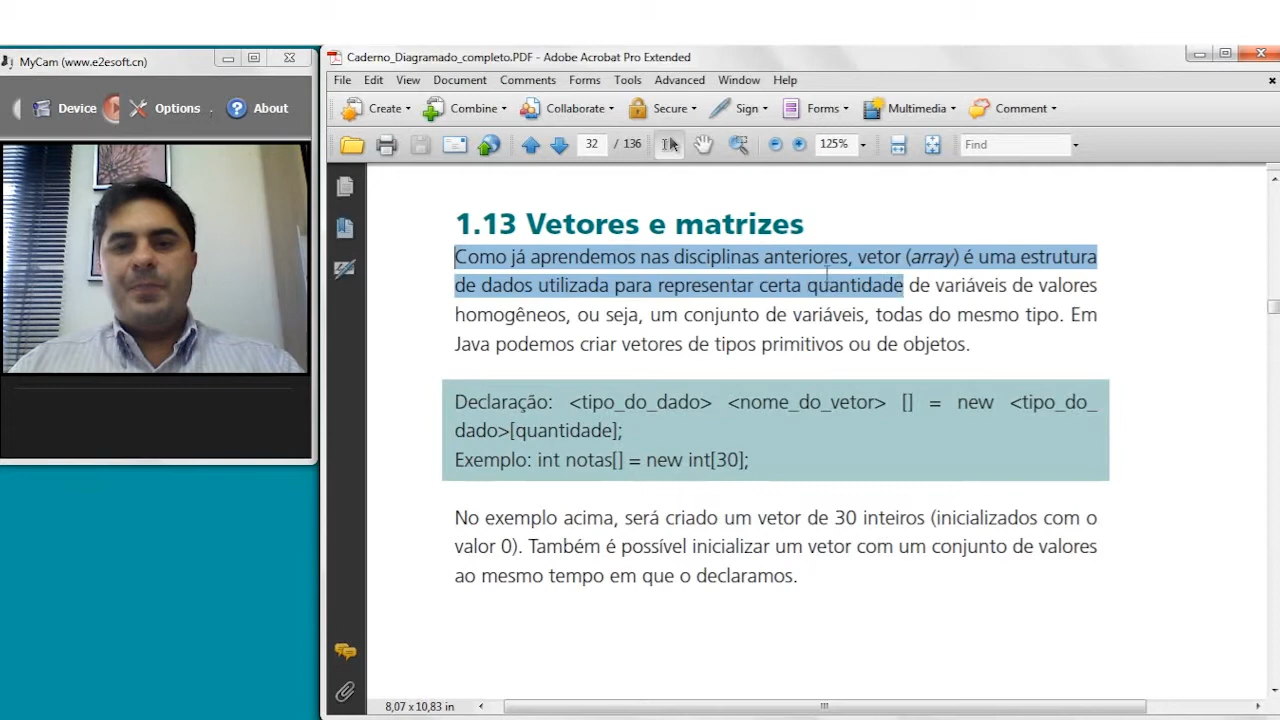 MyCam (www.e2esoft.cn)
Device
Options
About
Caderno_Diagramado_completo.PDF - Adobe Acrobat Pro Extended
File Edit View Document Comments Forms Tools Advanced Window Help
Create Combine Collaborate Secure Sign Forms Multimedia Comment
32 / 136 125% Find
1.13 Vetores e matrizes
Como já aprendemos nas disciplinas anteriores, vetor (array) é uma estrutura
de dados utilizada para representar certa quantidade de variáveis de valores
homogêneos, ou seja, um conjunto de variáveis, todas do mesmo tipo. Em
Java podemos criar vetores de tipos primitivos ou de objetos.
Declaração: <tipo_do_dado> <nome_do_vetor> [] = new <tipo_do_
dado>[quantidade];
Exemplo: int notas[] = new int[30];
No exemplo acima, será criado um vetor de 30 inteiros (inicializados com o
valor 0). Também é possível inicializar um vetor com um conjunto de valores
ao mesmo tempo em que o declaramos.
8,07 x 10,83 in